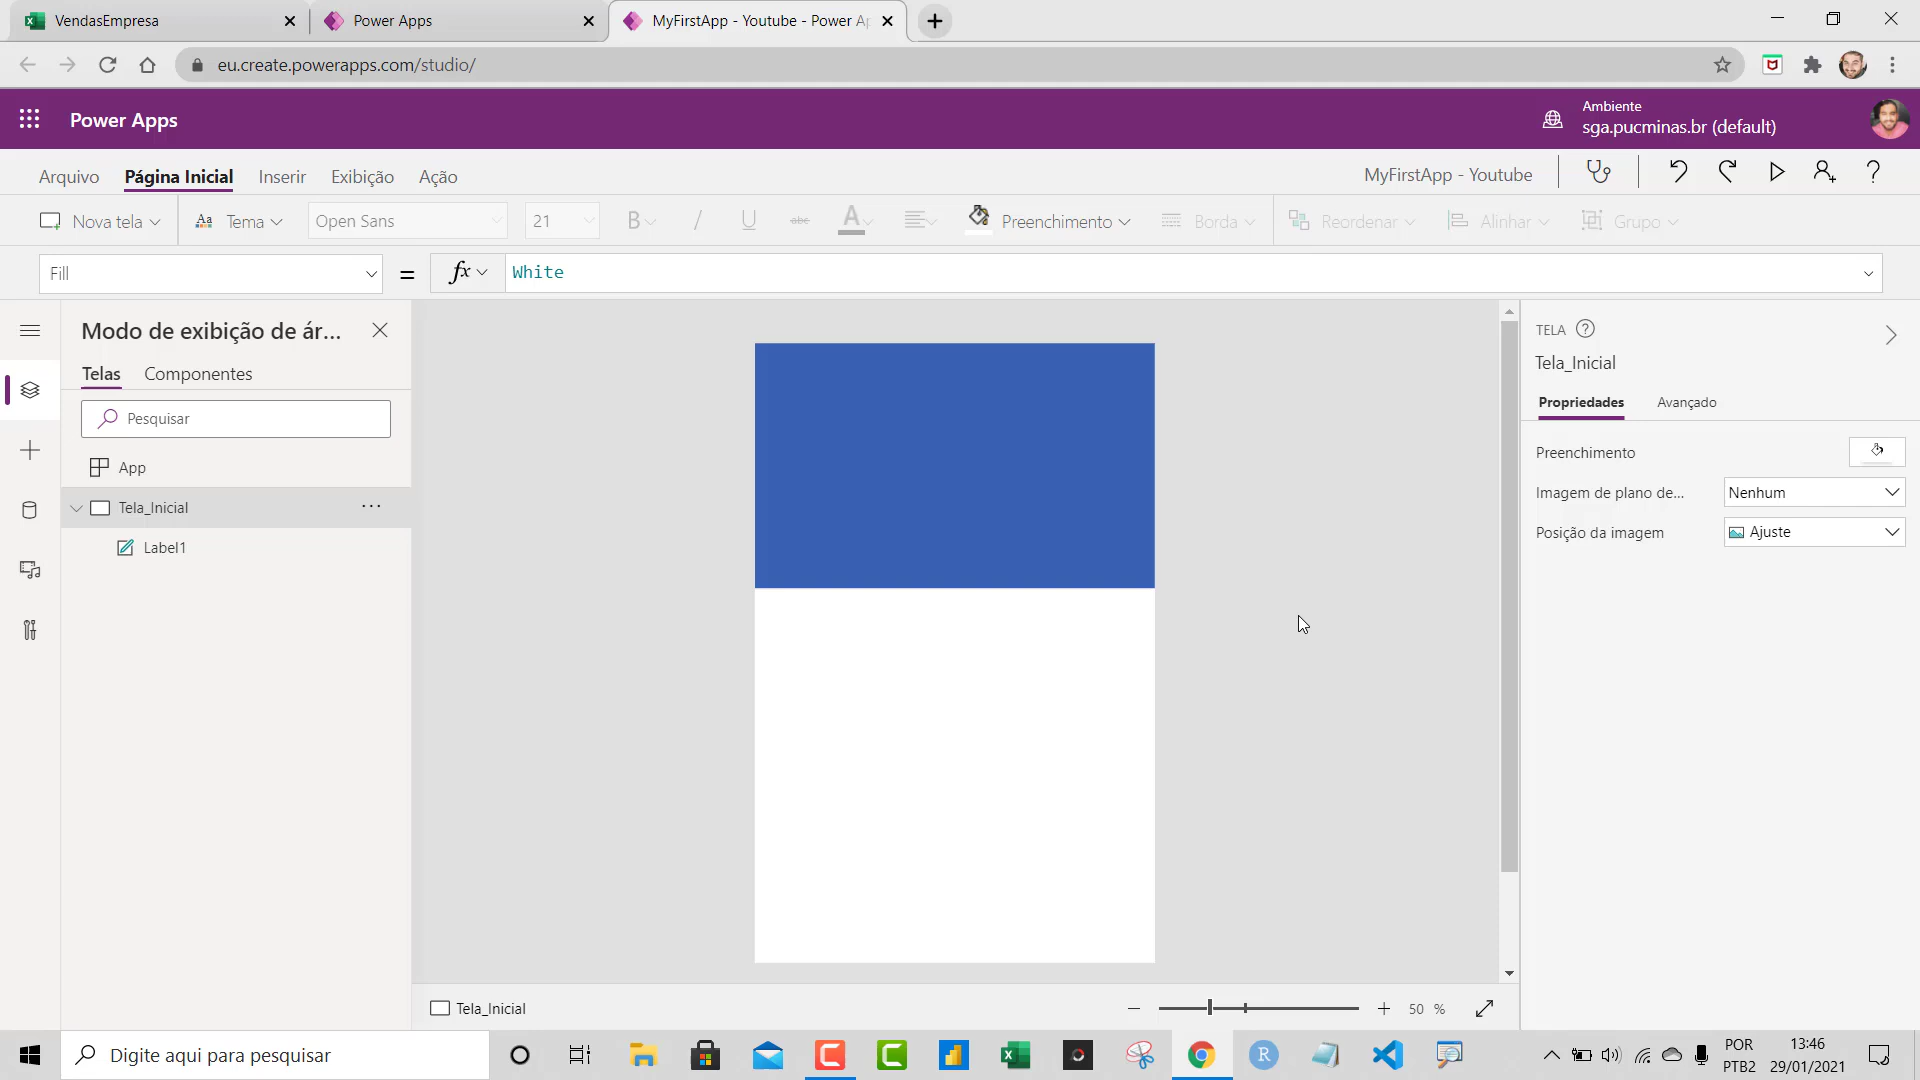 VendasEmpresa
Power Apps
MyFirstApp - Youtube - Power Ap
eu.create.powerapps.com/studio/
Power Apps
Ambiente
sga.pucminas.br (default)
Arquivo
Página Inicial
Inserir
Exibição
Ação
MyFirstApp - Youtube
Nova tela
Aa
Tema
Open Sans
21
B
I
U
abc
A
Preenchimento
Borda
Reordenar
Alinhar
Grupo
Fill
=
fx
White
Modo de exibição de ár...
Telas
Componentes
Pesquisar
App
Tela_Inicial
...
Label1
TELA
Tela_Inicial
Propriedades
Avançado
Preenchimento
Imagem de plano de...
Nenhum
Posição da imagem
Ajuste
Tela_Inicial
50 %
Digite aqui para pesquisar
POR
PTB2
13:46
29/01/2021